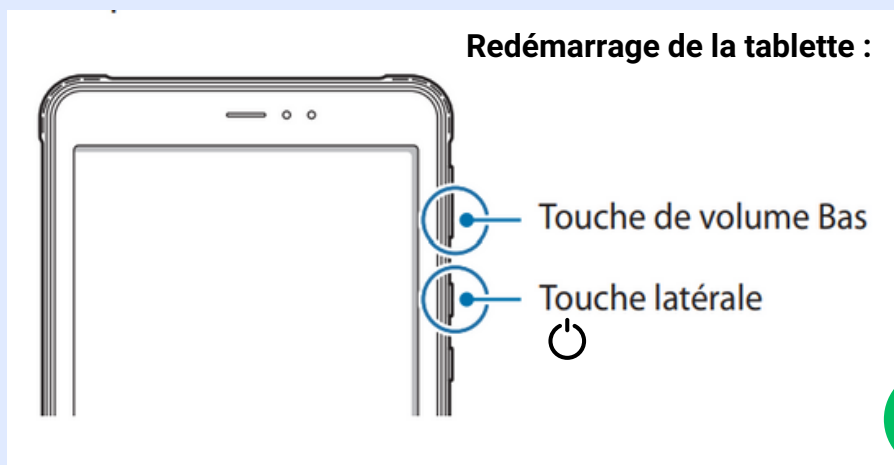 Redémarrage de la tablette :
Touche de volume Bas
Touche latérale